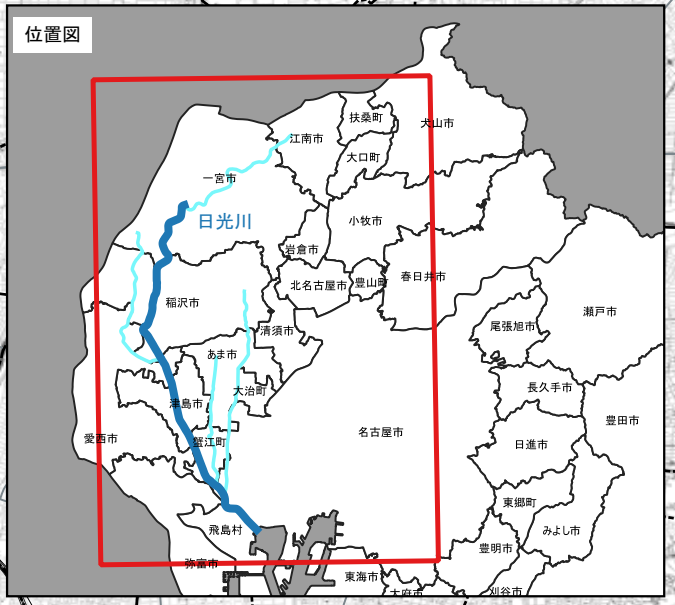 位置図
扶桑町
犬山市
江南市
大口町
一宮市
日光川
小牧市
岩倉市
北名古屋市
豊山町
春日井市
稲沢市
清須市
尾張旭市
瀬戸市
あま市
大治町
長久手市
津島市
豊田市
愛西市
蟹江町
名古屋市
日進市
東郷町
飛島村
みよし市
豊明市
弥富市
東海市
大府市
刈谷市